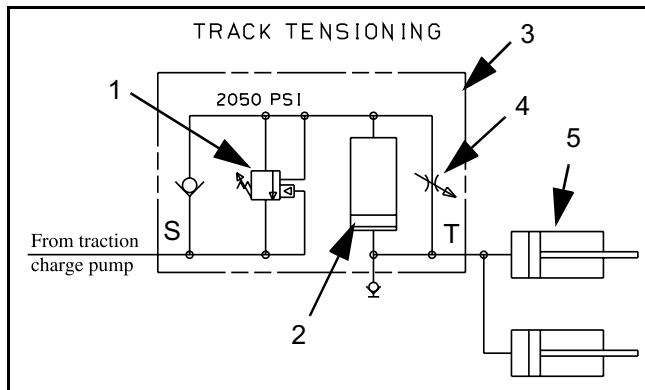 TRACK TENSIONING
3
1
2050 PSI
4
5
S
T
From traction
charge pump
2